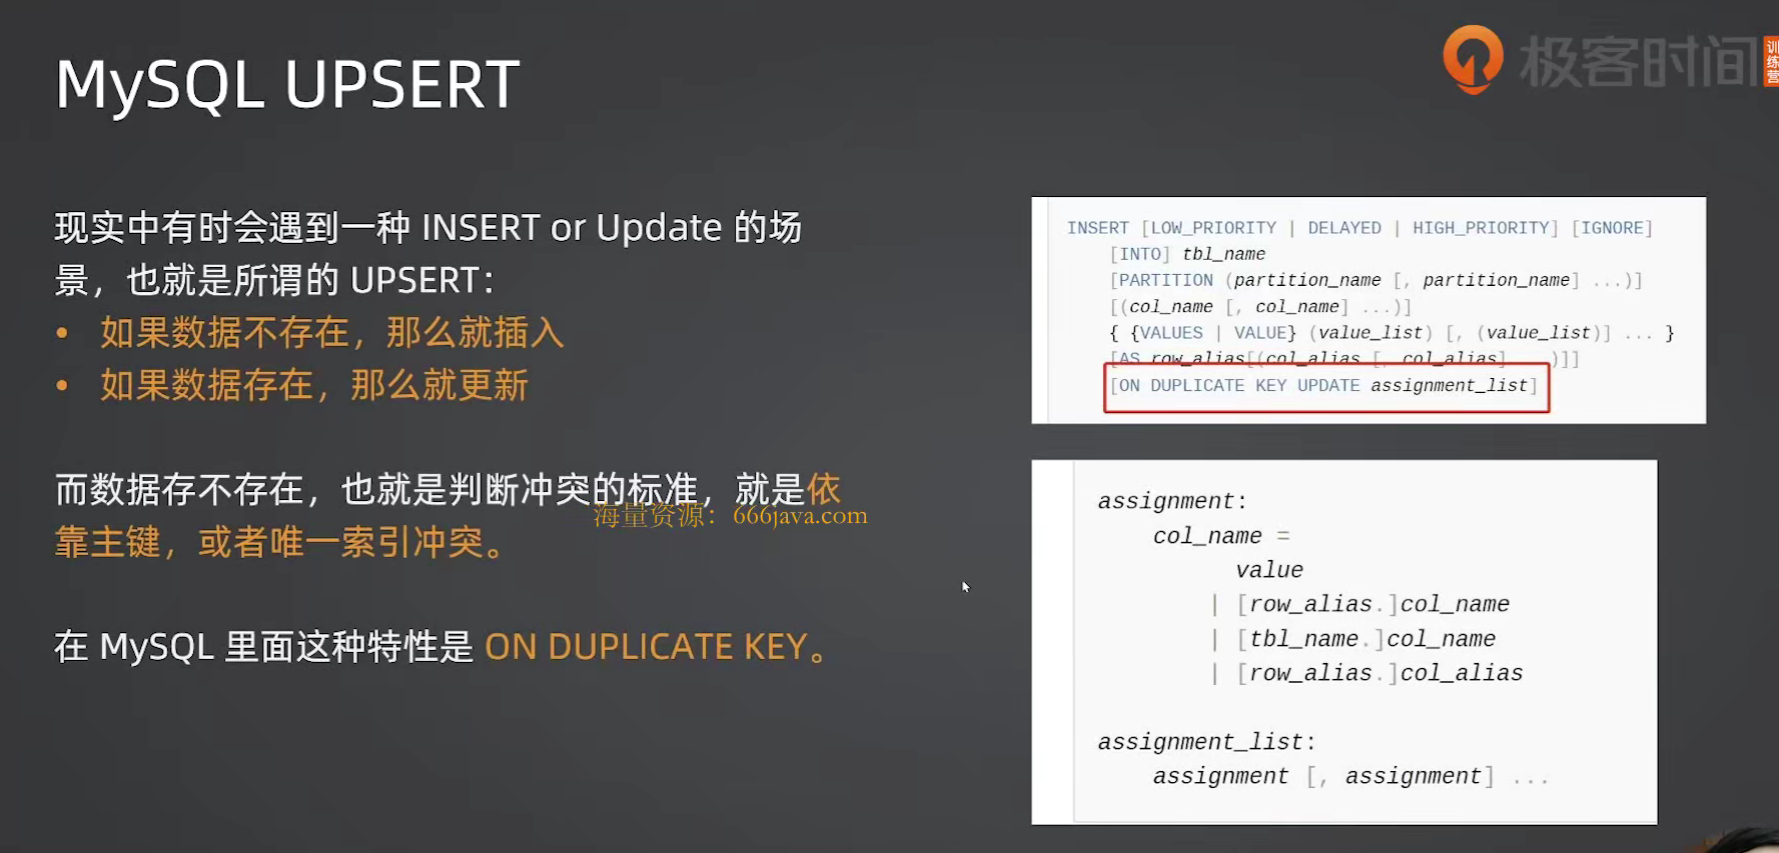 MySQL UPSERT
极客时间
训
练
营
现实中有时会遇到一种 INSERT or Update 的场
景，也就是所谓的 UPSERT：
• 如果数据不存在，那么就插入
• 如果数据存在，那么就更新
而数据存不存在，也就是判断冲突的标准，就是依
靠主键，或者唯一索引冲突。
海量资源：666java.com
在 MySQL 里面这种特性是 ON DUPLICATE KEY。
INSERT [LOW_PRIORITY | DELAYED | HIGH_PRIORITY] [IGNORE]
[INTO] tbl_name
[PARTITION (partition_name [, partition_name] ...)]
[(col_name [, col_name] ...)]
{ {VALUES | VALUE} (value_list) [, (value_list)] ... }
[AS row_alias[(col_alias [, col_alias] ...)]]
[ON DUPLICATE KEY UPDATE assignment_list]
assignment:
col_name =
value
| [row_alias.]col_name
| [tbl_name.]col_name
| [row_alias.]col_alias
assignment_list:
assignment [, assignment] ...